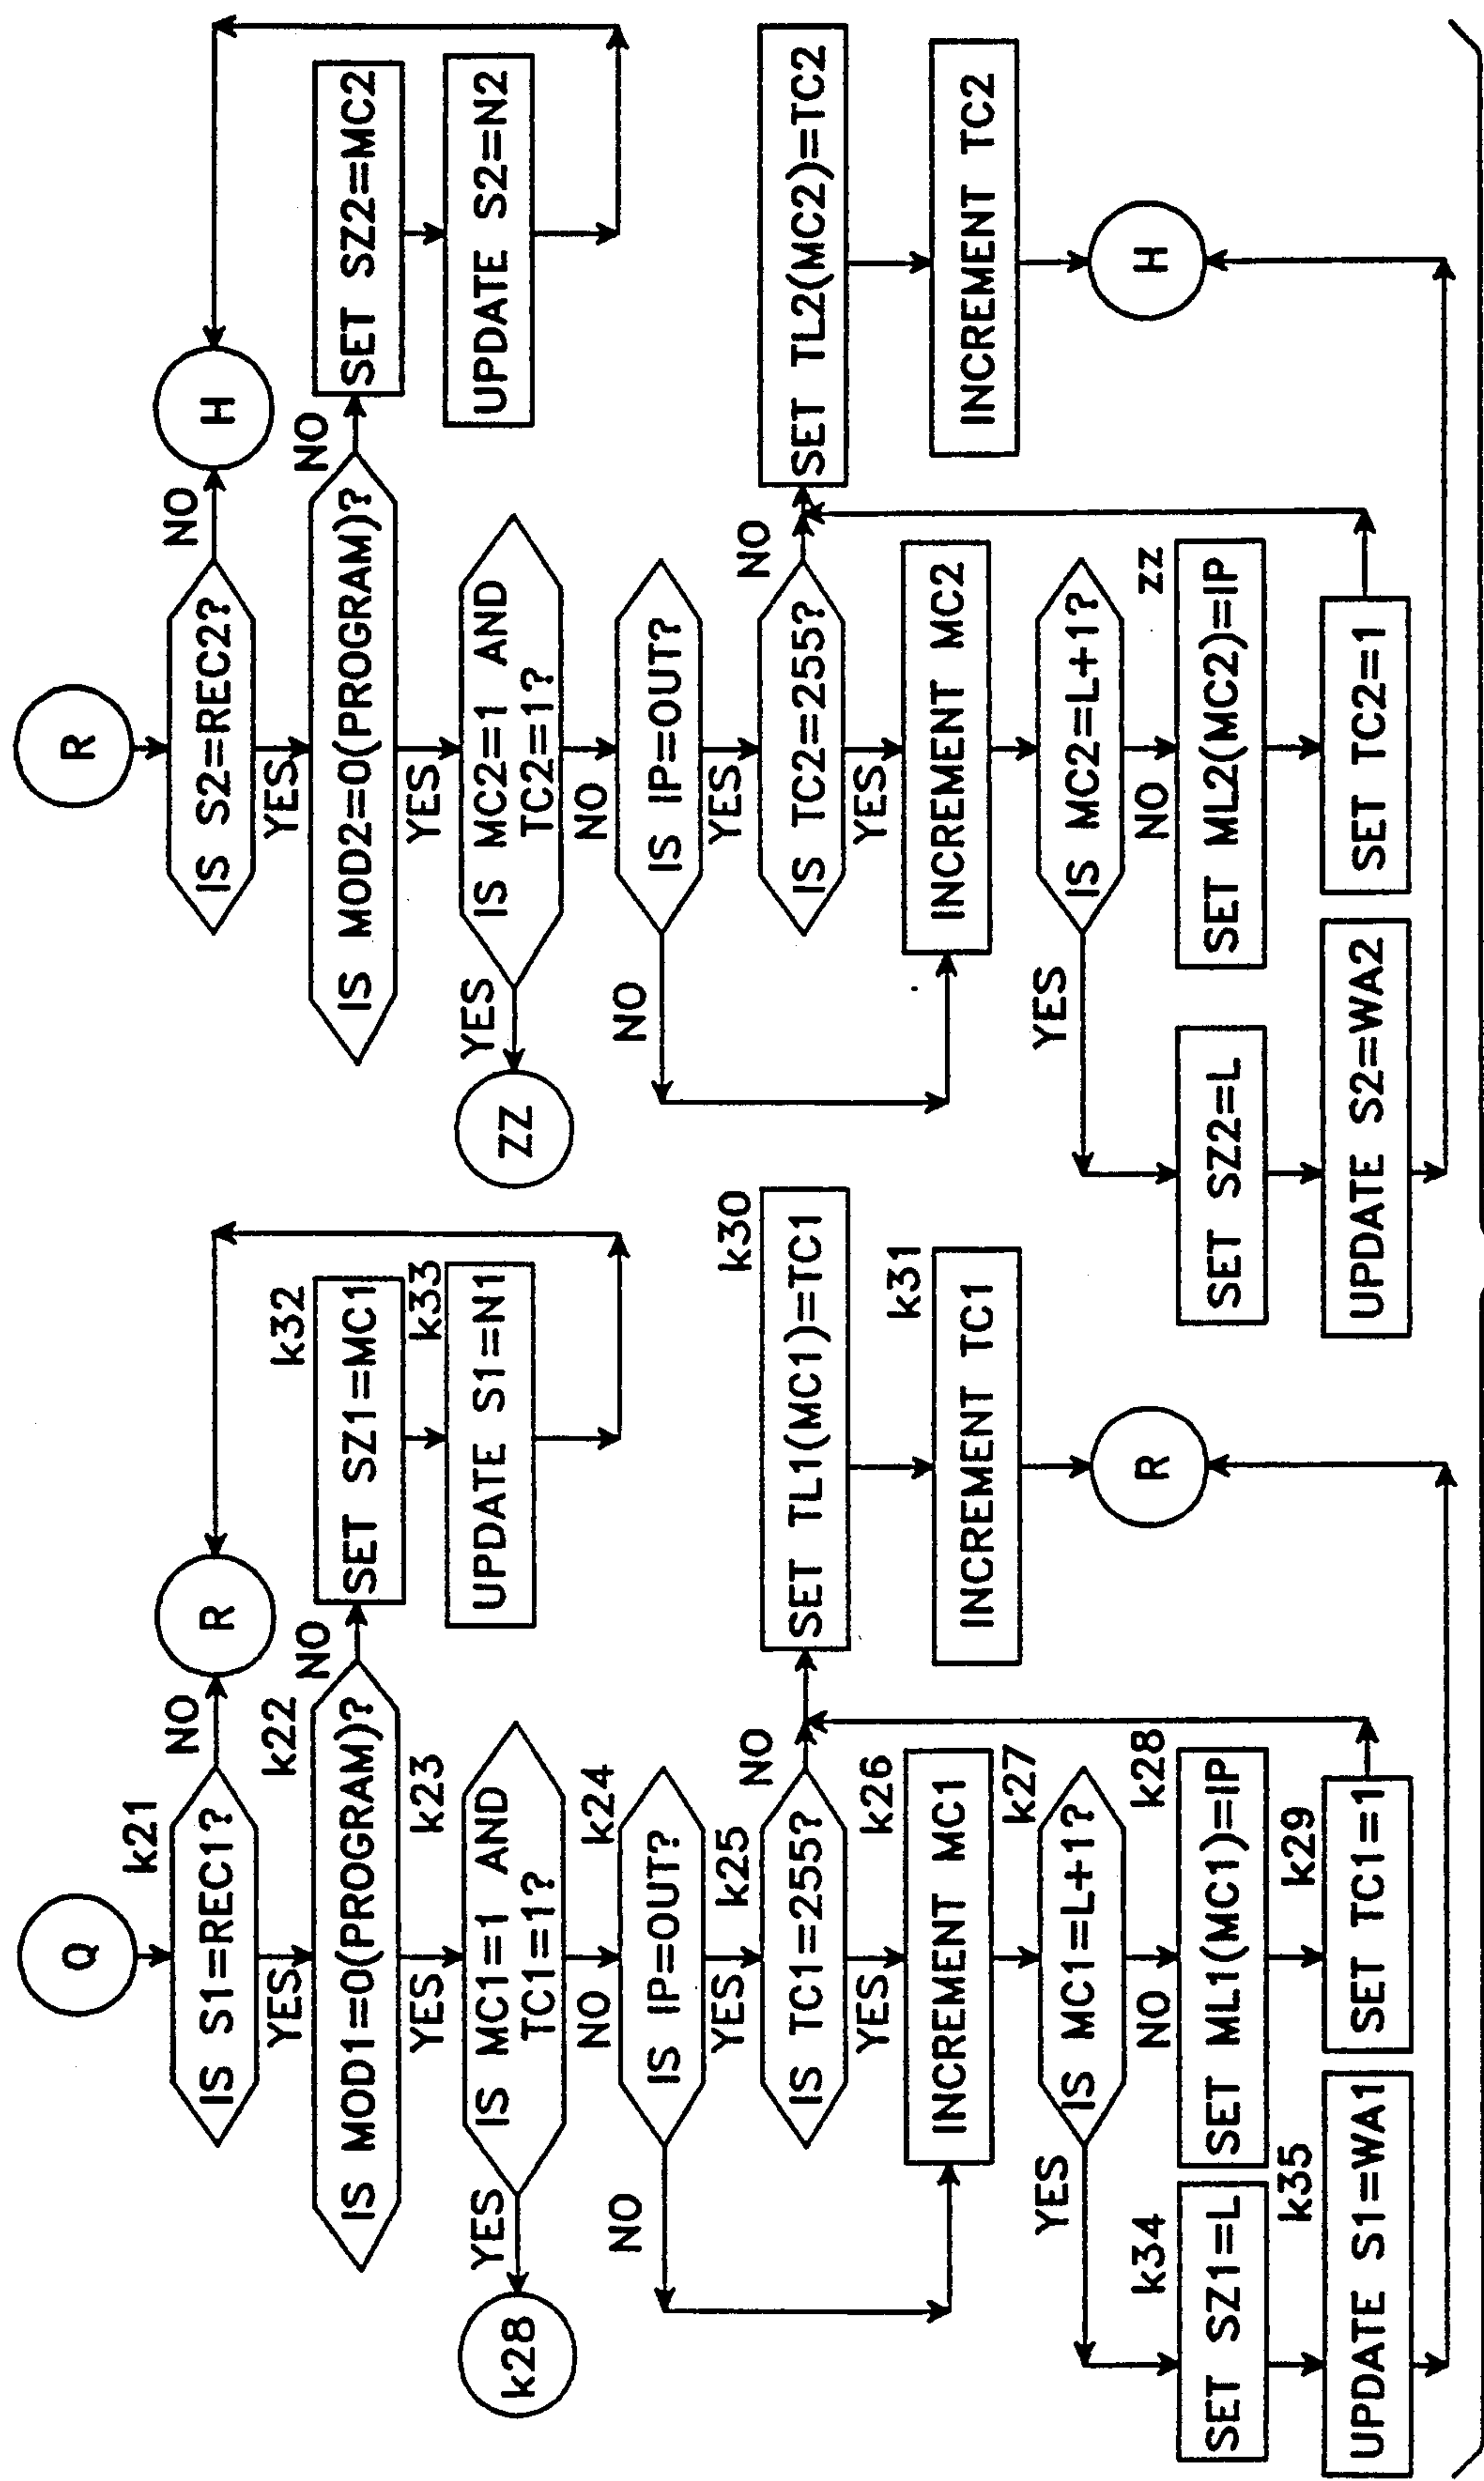 Q
k21
IS S1=REC1?
NO
R
YES
k22
IS MOD1=0(PROGRAM)?
NO
k32
SET SZ1=MC1
k33
UPDATE S1=N1
YES
k23
IS MC1=1 AND
TC1=1?
YES
k28
NO
k24
IS IP=OUT?
NO
YES
k25
IS TC1=255?
NO
k30
SET TL1(MC1)=TC1
k31
INCREMENT TC1
R
YES
k26
INCREMENT MC1
k27
IS MC1=L+1?
YES
k34
SET SZ1=L
k35
UPDATE S1=WA1
NO
k28
SET ML1(MC1)=IP
k29
SET TC1=1
R
IS S2=REC2?
NO
H
YES
IS MOD2=0(PROGRAM)?
NO
SET SZ2=MC2
UPDATE S2=N2
YES
IS MC2=1 AND
TC2=1?
YES
ZZ
NO
IS IP=OUT?
NO
YES
IS TC2=255?
NO
SET TL2(MC2)=TC2
INCREMENT TC2
H
YES
INCREMENT MC2
IS MC2=L+1?
YES
SET SZ2=L
UPDATE S2=WA2
NO
zz
SET ML2(MC2)=IP
SET TC2=1